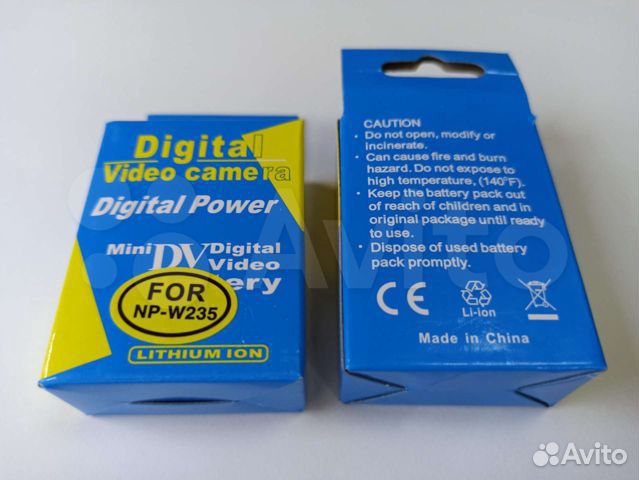 Digital
Video camera
Digital Power
Mini DV Digital
Video
ery
FOR
NP-W235
LITHIUM ION
CAUTION
• Do not open, modify or
incinerate.
• Can cause fire and burn
hazard. Do not expose to
high temperature, (140°F).
• Keep the battery pack out
of reach of children and in
original package until ready
to use.
• Dispose of used battery
pack promptly.
CE
Li-ion
Made in China
Avito